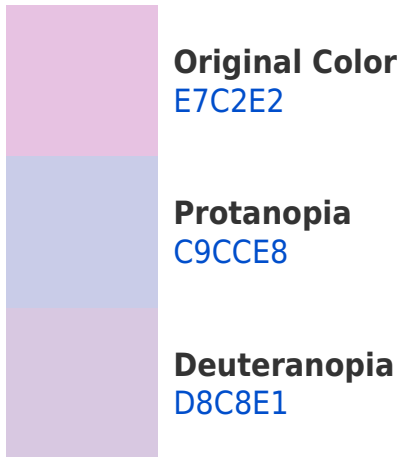 Original Color
E7C2E2
Protanopia
C9CCE8
Deuteranopia
D8C8E1